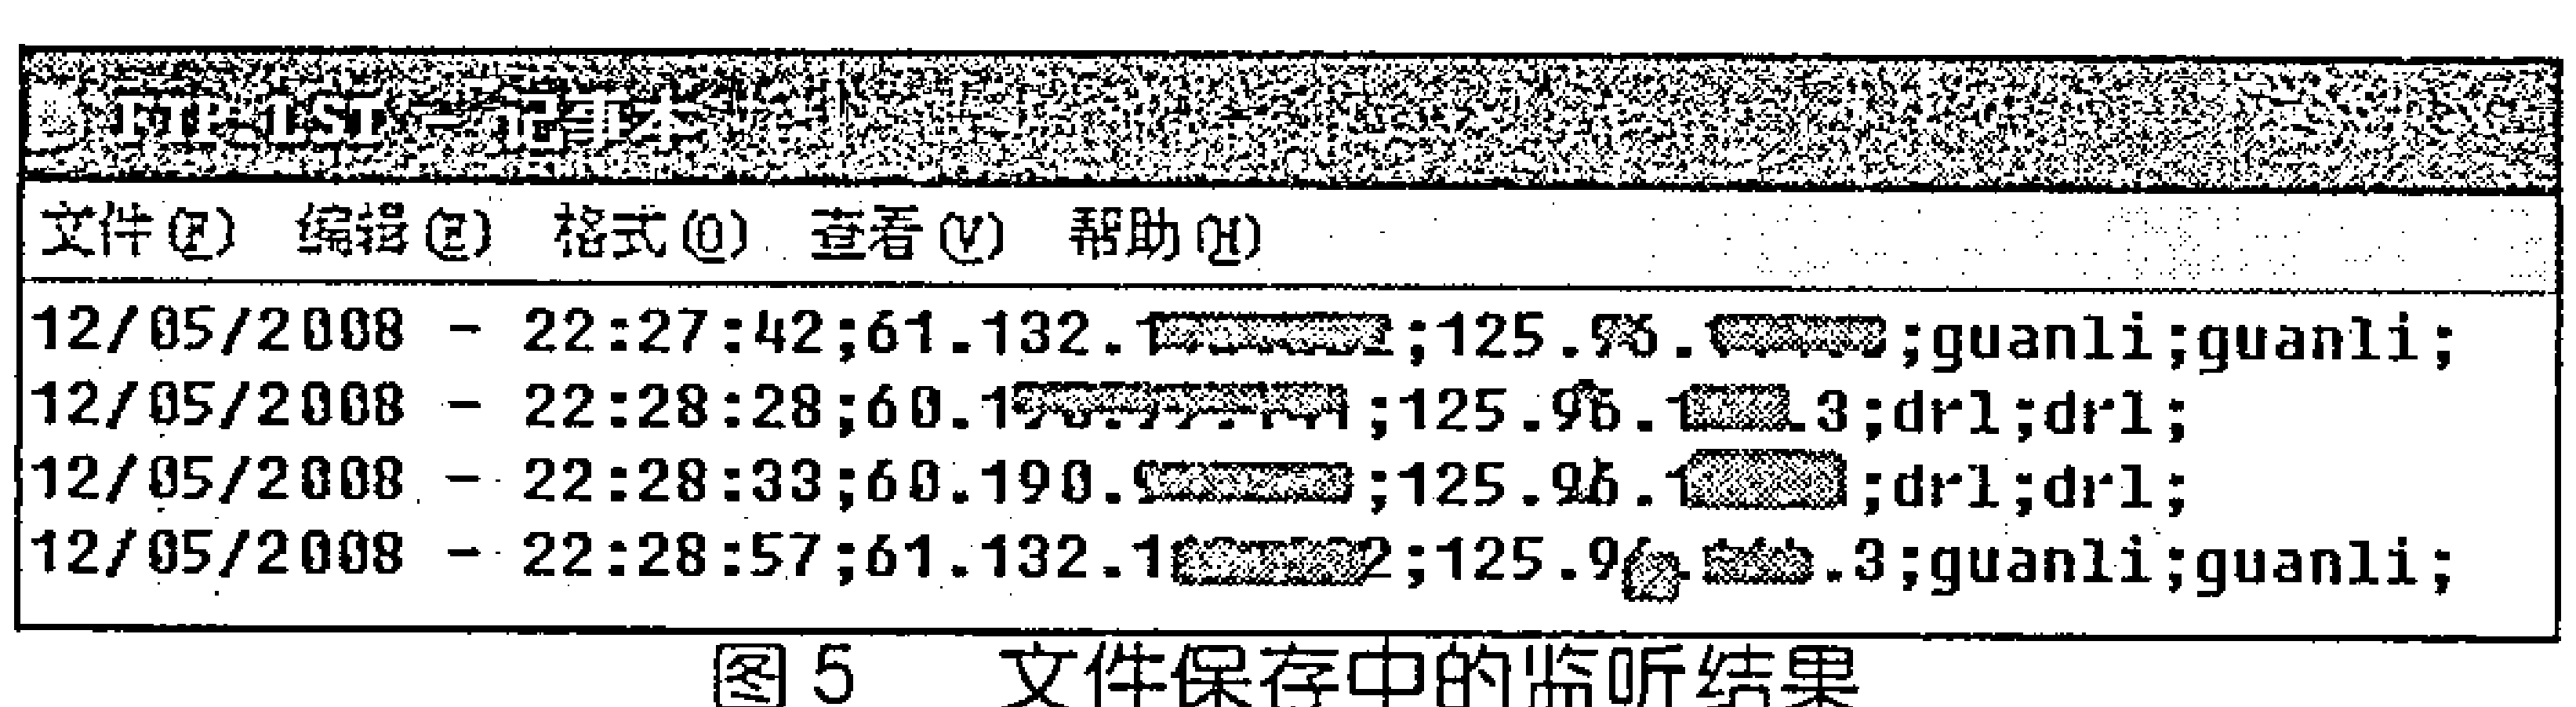 FTP.LST - 记事本
文件(F) 编辑(E) 格式(O) 查看(V) 帮助(H)
12/05/2008 - 22:27:42;61.132.1 ;125.96.1 ;guanli;guanli;
12/05/2008 - 22:28:28;60.1 ;125.96.1 .3;drl;drl;
12/05/2008 - 22:28:33;60.190.9 ;125.96.1 ;drl;drl;
12/05/2008 - 22:28:57;61.132.1 2;125.9 .3;guanli;guanli;
图5 文件保存中的监听结果